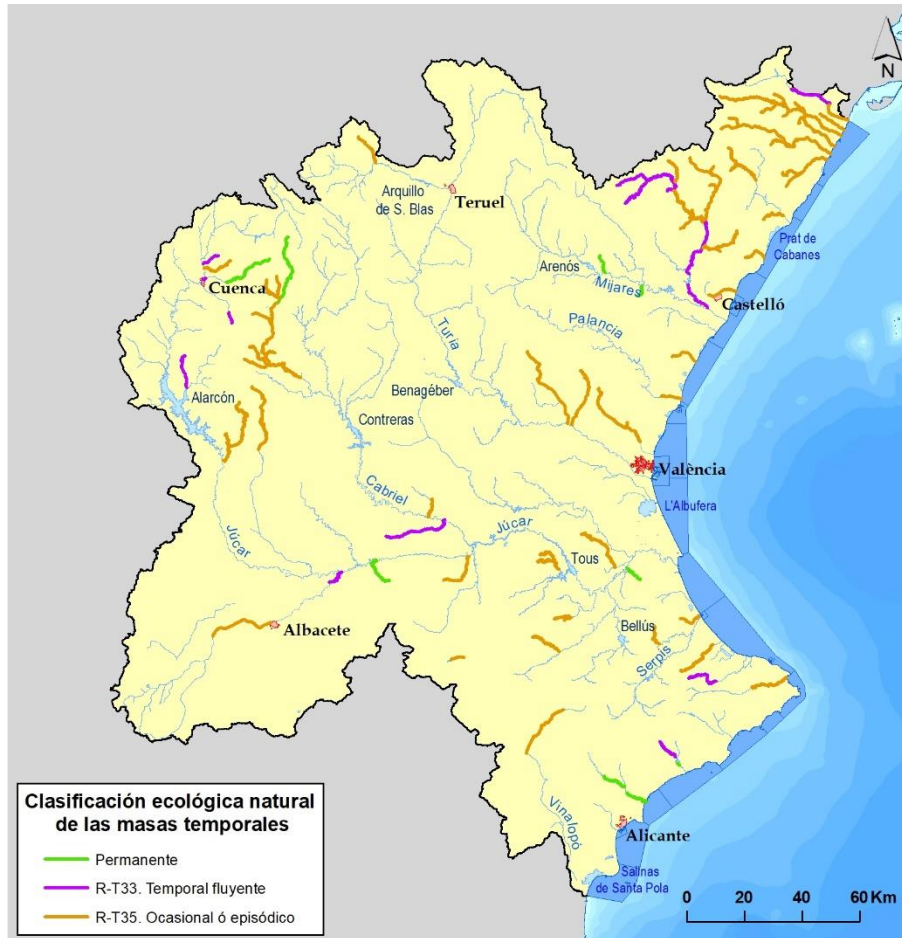 N
Arquillo
de S. Blas
Teruel
Prat de
Cabanes
Arenós
Mijares
Cuenca
Castelló
Palancia
Turia
Benagéber
Alarcón
Contreras
València
L'Albufera
Cabriel
Júcar
Júcar
Tous
Albacete
Bellús
Serpis
Vinalopó
Alicante
Salinas
de Santa Pola
Clasificación ecológica natural
de las masas temporales
Permanente
R-T33. Temporal fluyente
R-T35. Ocasional ó episódico
0 20 40 60 Km